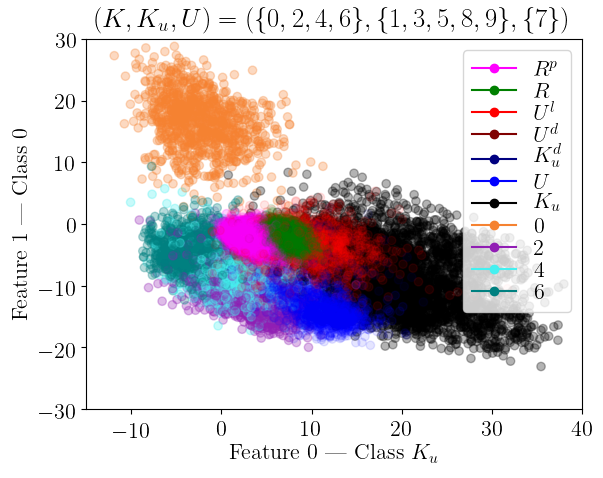 (K, K_u, U) = ({0, 2, 4, 6}, {1, 3, 5, 8, 9}, {7})
30
20
10
0
−10
−20
−30
Feature 1 — Class 0
R^p
R
U^l
U^d
K_u^d
U
K_u
0
2
4
6
−10
0
10
20
30
40
Feature 0 — Class K_u